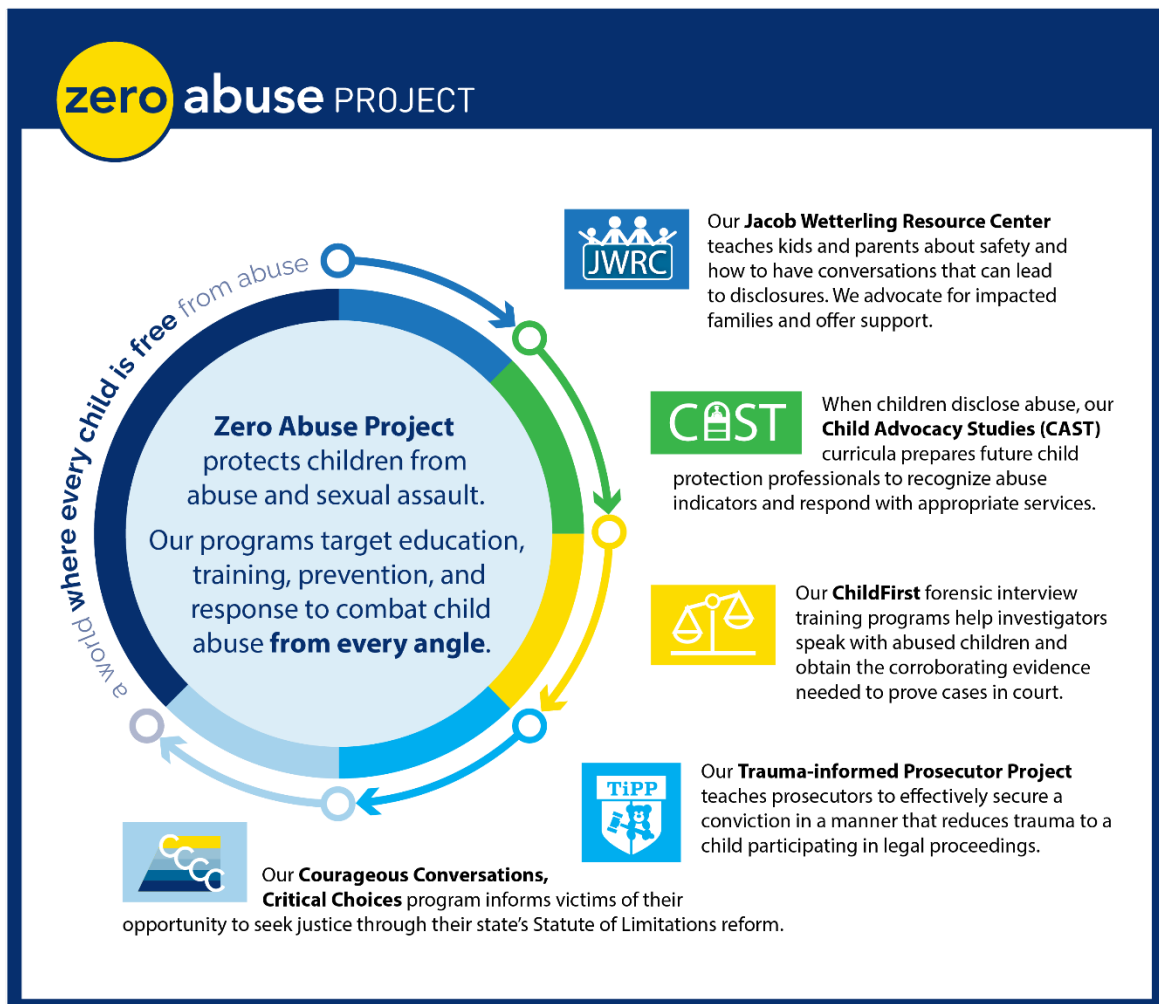 zero abuse PROJECT
a world where every child is free from abuse
Zero Abuse Project
protects children from
abuse and sexual assault.
Our programs target education,
training, prevention, and
response to combat child
abuse from every angle.
JWRC
Our Jacob Wetterling Resource Center
teaches kids and parents about safety and
how to have conversations that can lead
to disclosures. We advocate for impacted
families and offer support.
CAST
When children disclose abuse, our
Child Advocacy Studies (CAST)
curricula prepares future child
protection professionals to recognize abuse
indicators and respond with appropriate services.
Our ChildFirst forensic interview
training programs help investigators
speak with abused children and
obtain the corroborating evidence
needed to prove cases in court.
TiPP
Our Trauma-informed Prosecutor Project
teaches prosecutors to effectively secure a
conviction in a manner that reduces trauma to a
child participating in legal proceedings.
CCCC
Our Courageous Conversations,
Critical Choices program informs victims of their
opportunity to seek justice through their state’s Statute of Limitations reform.